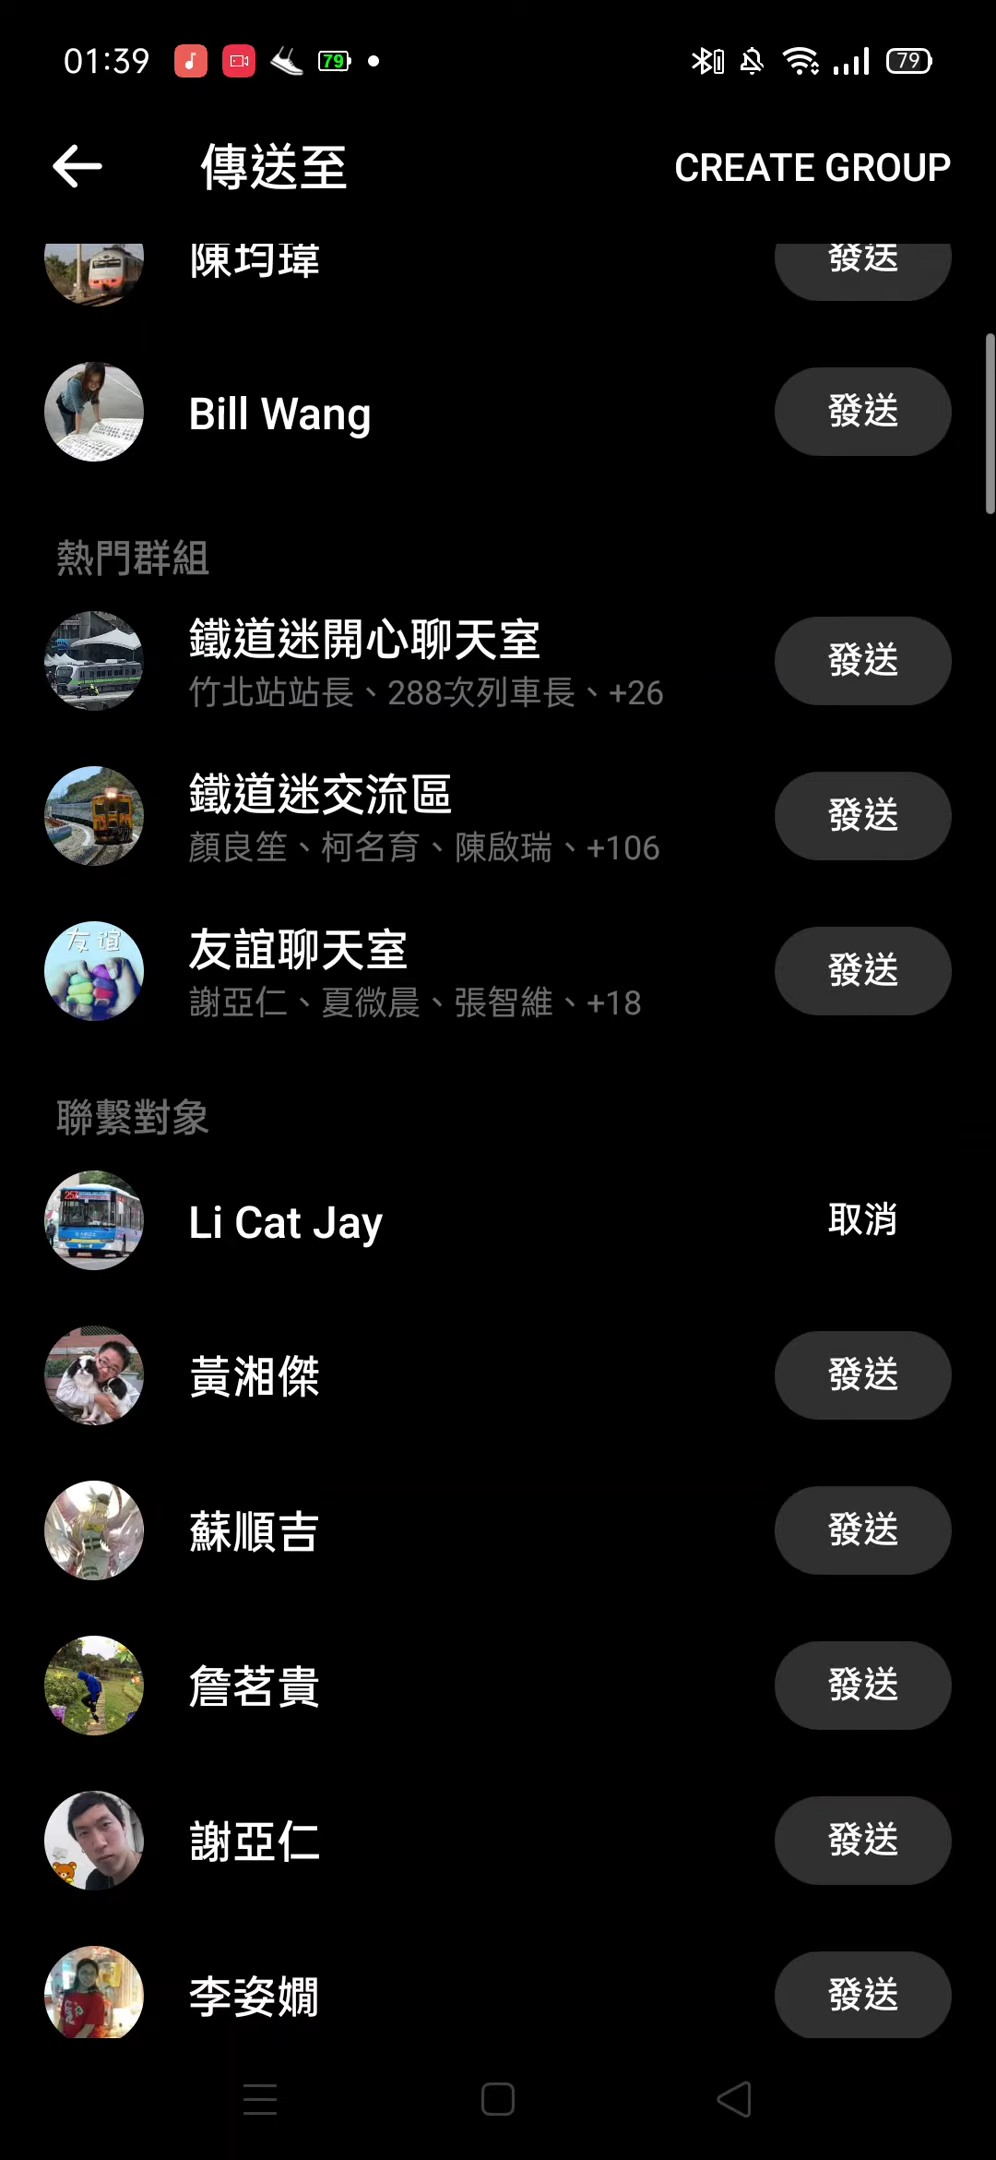 01:39
79
79
傳送至
CREATE GROUP
陳均瑋
發送
Bill Wang
發送
熱門群組
鐵道迷開心聊天室
竹北站站長、288次列車長、+26
發送
鐵道迷交流區
顏良笙、柯名育、陳啟瑞、+106
發送
友誼
友誼聊天室
謝亞仁、夏微晨、張智維、+18
發送
聯繫對象
257
Li Cat Jay
取消
黃湘傑
發送
蘇順吉
發送
詹茗貴
發送
謝亞仁
發送
李姿嫺
發送